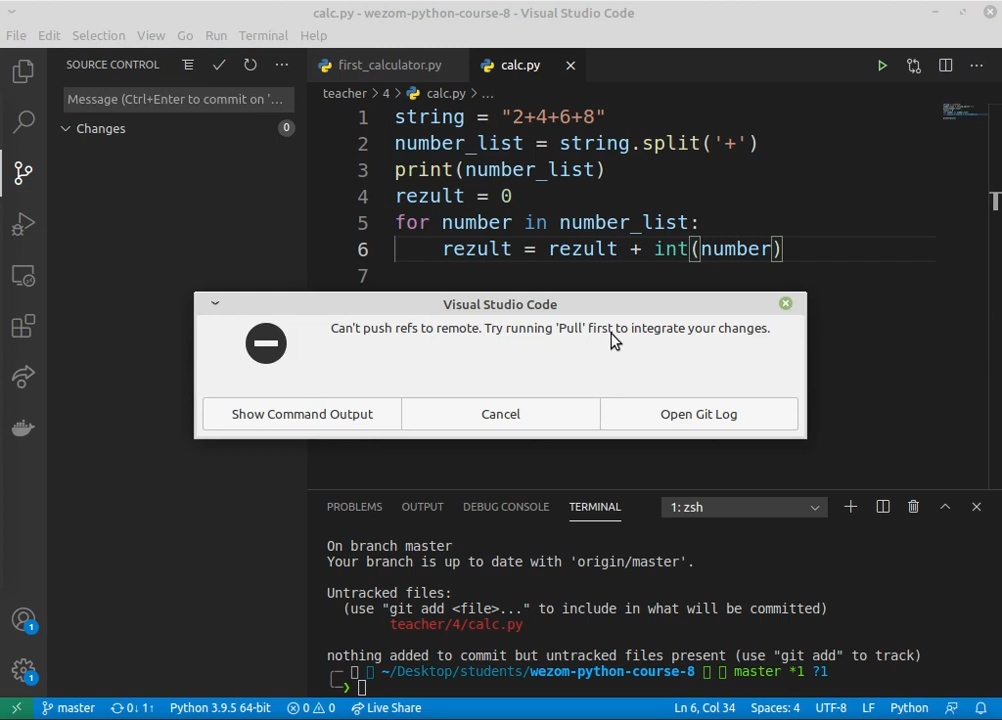 calc.py - wezom-python-course-8 - Visual Studio Code
File Edit Selection View Go Run Terminal Help
SOURCE CONTROL
first_calculator.py
calc.py
Message (Ctrl+Enter to commit on '...
teacher > 4 > calc.py > ...
Changes 0
1 string = "2+4+6+8"
2 number_list = string.split('+')
3 print(number_list)
4 rezult = 0
5 for number in number_list:
6 rezult = rezult + int(number)
7
Visual Studio Code
Can't push refs to remote. Try running 'Pull' first to integrate your changes.
Show Command Output Cancel Open Git Log
PROBLEMS OUTPUT DEBUG CONSOLE TERMINAL 1: zsh
On branch master
Your branch is up to date with 'origin/master'.
Untracked files:
(use "git add <file>..." to include in what will be committed)
teacher/4/calc.py
nothing added to commit but untracked files present (use "git add" to track)
~/Desktop/students/wezom-python-course-8 master *1 ?1
1
1
master 0↓ 1↑ Python 3.9.5 64-bit 0 0 Live Share Ln 6, Col 34 Spaces: 4 UTF-8 LF Python